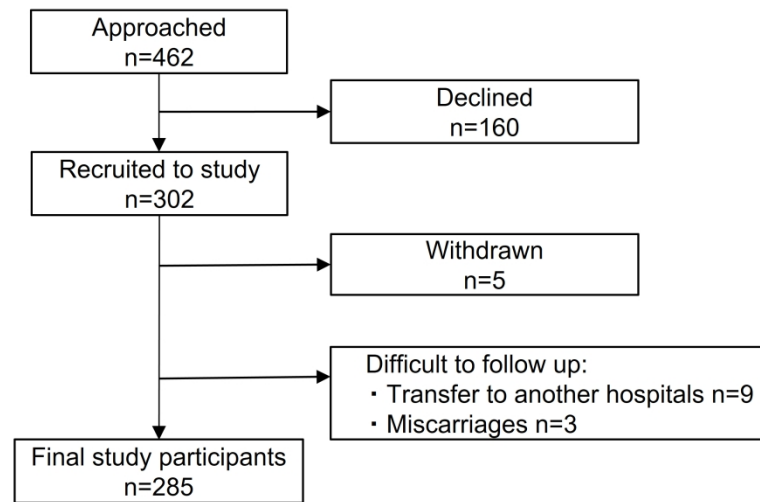 Approached
n=462
Declined
n=160
Recruited to study
n=302
Withdrawn
n=5
Difficult to follow up:
・Transfer to another hospitals n=9
・Miscarriages n=3
Final study participants
n=285